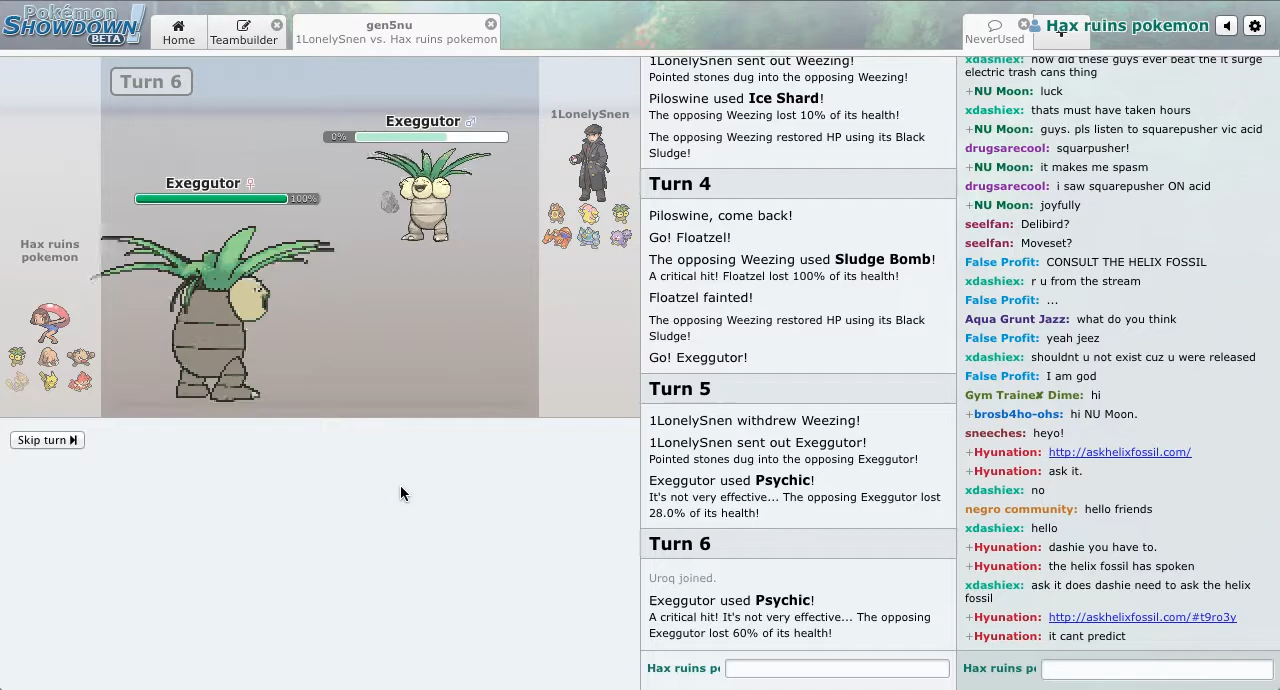 Pokémon
SHOWDOWN!
BETA
Home
Teambuilder
gen5nu
1LonelySnen vs. Hax ruins pokemon
NeverUsed
Hax ruins pokemon
Turn 6
Exeggutor ♂
0%
Exeggutor ♀
100%
1LonelySnen
Hax ruins
pokemon
Skip turn
1LonelySnen sent out Weezing!
Pointed stones dug into the opposing Weezing!
Piloswine used Ice Shard!
The opposing Weezing lost 10% of its health!
The opposing Weezing restored HP using its Black
Sludge!
Turn 4
Piloswine, come back!
Go! Floatzel!
The opposing Weezing used Sludge Bomb!
A critical hit! Floatzel lost 100% of its health!
Floatzel fainted!
The opposing Weezing restored HP using its Black
Sludge!
Go! Exeggutor!
Turn 5
1LonelySnen withdrew Weezing!
1LonelySnen sent out Exeggutor!
Pointed stones dug into the opposing Exeggutor!
Exeggutor used Psychic!
It's not very effective... The opposing Exeggutor lost
28.0% of its health!
Turn 6
Uroq joined.
Exeggutor used Psychic!
A critical hit! It's not very effective... The opposing
Exeggutor lost 60% of its health!
Hax ruins po
xdashiex: how did these guys ever beat the lt surge
electric trash cans thing
+NU Moon: luck
xdashiex: thats must have taken hours
+NU Moon: guys. pls listen to squarepusher vic acid
drugsarecool: squarpusher!
+NU Moon: it makes me spasm
drugsarecool: i saw squarepusher ON acid
+NU Moon: joyfully
seelfan: Delibird?
seelfan: Moveset?
False Profit: CONSULT THE HELIX FOSSIL
xdashiex: r u from the stream
False Profit: ...
Aqua Grunt Jazz: what do you think
False Profit: yeah jeez
xdashiex: shouldnt u not exist cuz u were released
False Profit: I am god
Gym Traine✘ Dime: hi
+brosb4ho-ohs: hi NU Moon.
sneeches: heyo!
+Hyunation: http://askhelixfossil.com/
+Hyunation: ask it.
xdashiex: no
negro community: hello friends
xdashiex: hello
+Hyunation: dashie you have to.
+Hyunation: the helix fossil has spoken
xdashiex: ask it does dashie need to ask the helix
fossil
+Hyunation: http://askhelixfossil.com/#t9ro3y
+Hyunation: it cant predict
Hax ruins po